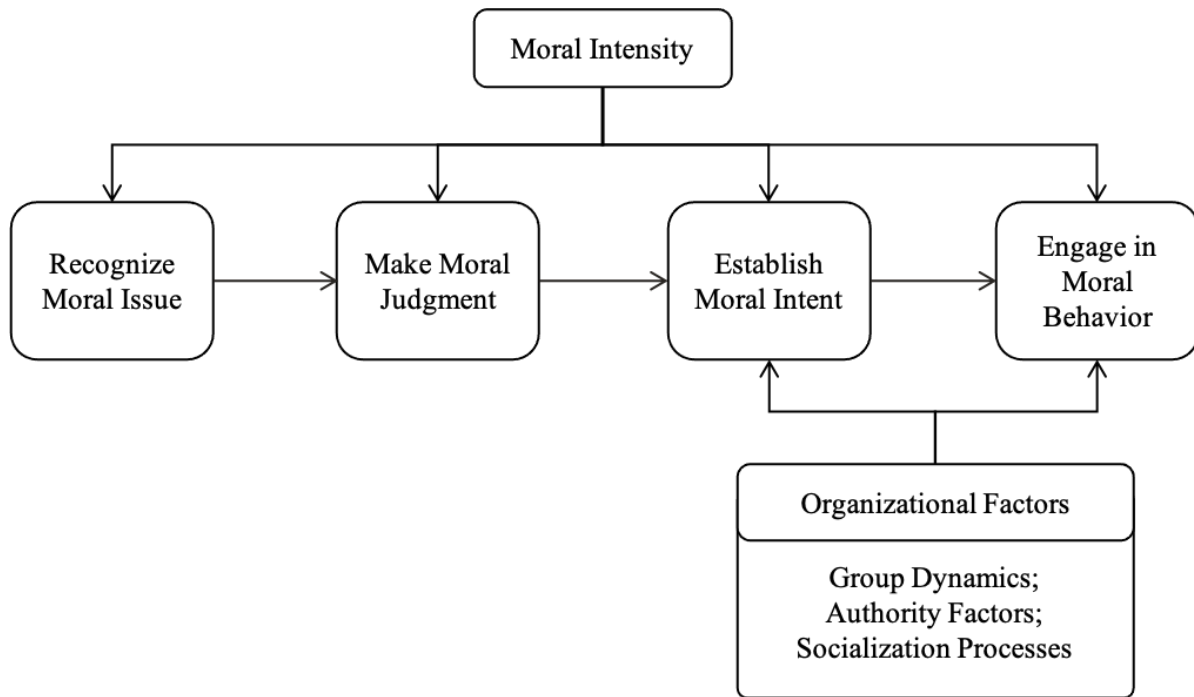 Moral Intensity
Recognize
Moral Issue
Make Moral
Judgment
Establish
Moral Intent
Engage in
Moral
Behavior
Organizational Factors
Group Dynamics;
Authority Factors;
Socialization Processes